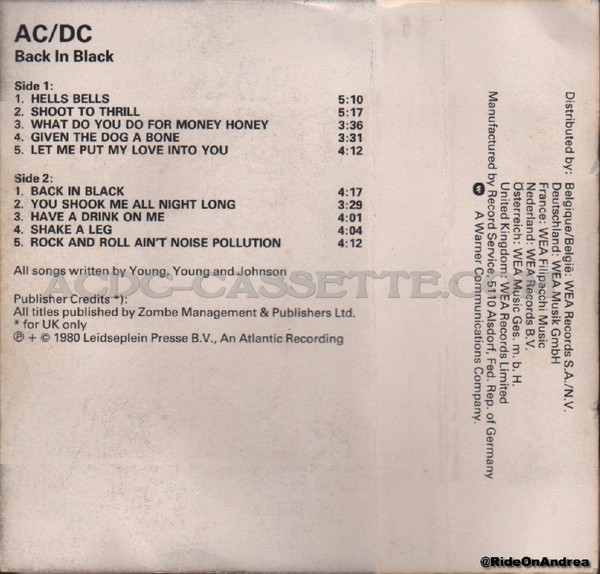 AC/DC
Back In Black
Side 1:
1. HELLS BELLS 5:10
2. SHOOT TO THRILL 5:17
3. WHAT DO YOU DO FOR MONEY HONEY 3:36
4. GIVEN THE DOG A BONE 3:31
5. LET ME PUT MY LOVE INTO YOU 4:12
Side 2:
1. BACK IN BLACK 4:17
2. YOU SHOOK ME ALL NIGHT LONG 3:29
3. HAVE A DRINK ON ME 4:01
4. SHAKE A LEG 4:04
5. ROCK AND ROLL AIN'T NOISE POLLUTION 4:12
All songs written by Young, Young and Johnson
ACDC-CASSETTE.C
Publisher Credits *):
All titles published by Zombe Management & Publishers Ltd.
* for UK only
℗ + © 1980 Leidseplein Presse B.V., An Atlantic Recording
Distributed by: Belgique/België: WEA Records S.A./N.V.
Deutschland: WEA Musik GmbH
France: WEA Filipacchi Music
Nederland: WEA Records B.V.
Österreich: WEA Music Ges. m. b. H.
United Kingdom: WEA Records Limited
Manufactured by Record Service, 5110 Alsdorf, Fed. Rep. of Germany
A Warner Communications Company.
@RideOnAndrea